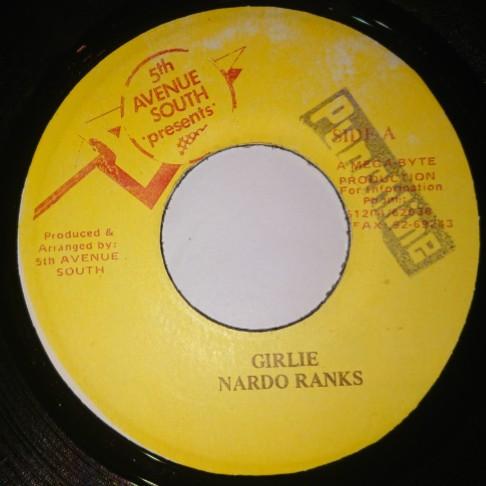 5th
AVENUE
SOUTH
presents
SIDE A
A MEGA-BYTE
PRODUCTION
For Information
Produced &
Arranged by:
5th AVENUE
SOUTH
GIRLIE
NARDO RANKS